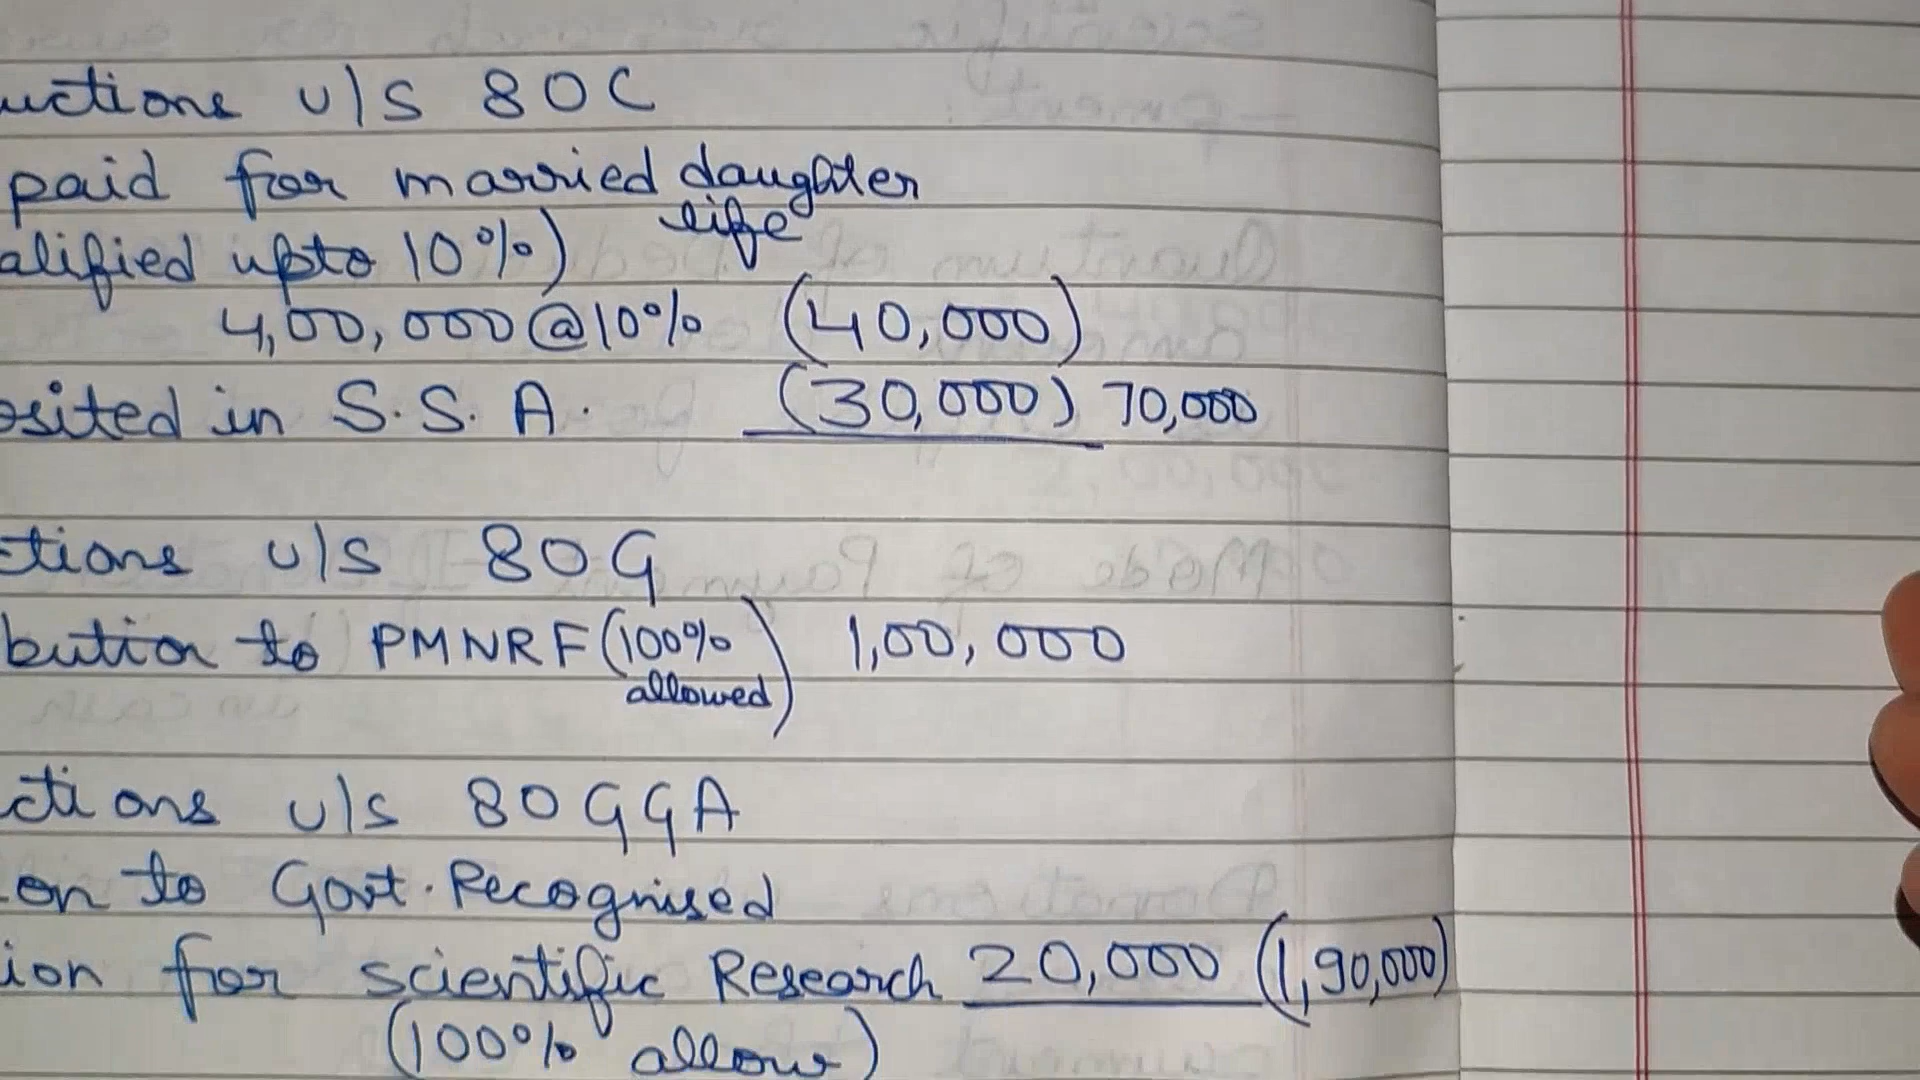 uctions u/s 80C
paid for married daughter
life
alified upto 10%)
4,00,000@10% (40,000)
osited in S.S.A. (30,000) 70,000
ctions u/s 80G
bution to PMNRF (100% allowed) 1,00,000
ctions u/s 80GGA
on to Govt. Recognised
ion for scientific Research 20,000 (1,90,000)
(100% allow)